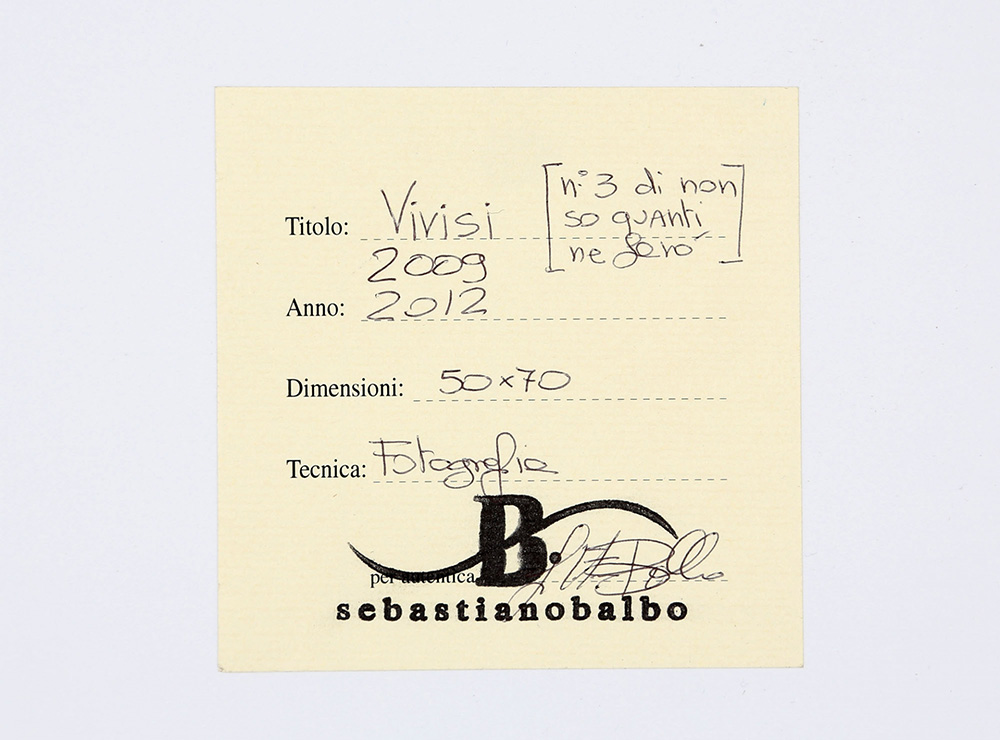 Titolo: Vivisi
[n° 3 di non
so quanti
ne farò]
2009
Anno: 2012
Dimensioni: 50x70
Tecnica: Fotografia
B.
per autentica
sebastianobalbo